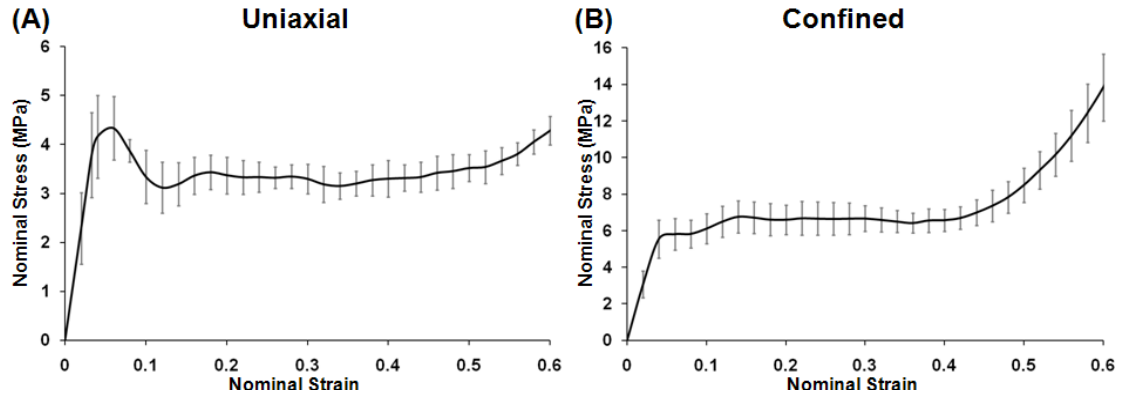 (A) Uniaxial
Nominal Stress (MPa)
6
5
4
3
2
1
0
0 0.1 0.2 0.3 0.4 0.5 0.6
Nominal Strain
(B) Confined
Nominal Stress (MPa)
16
14
12
10
8
6
4
2
0
0 0.1 0.2 0.3 0.4 0.5 0.6
Nominal Strain